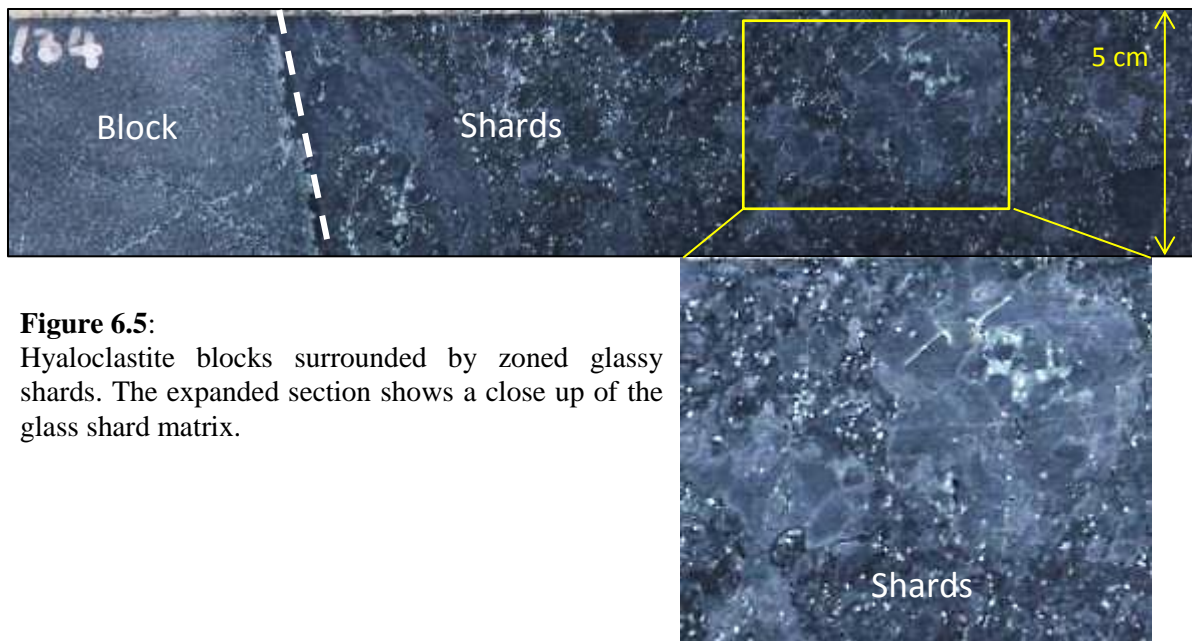 134
5 cm
Block
Shards
Figure 6.5:
Hyaloclastite blocks surrounded by zoned glassy
shards. The expanded section shows a close up of the
glass shard matrix.
Shards